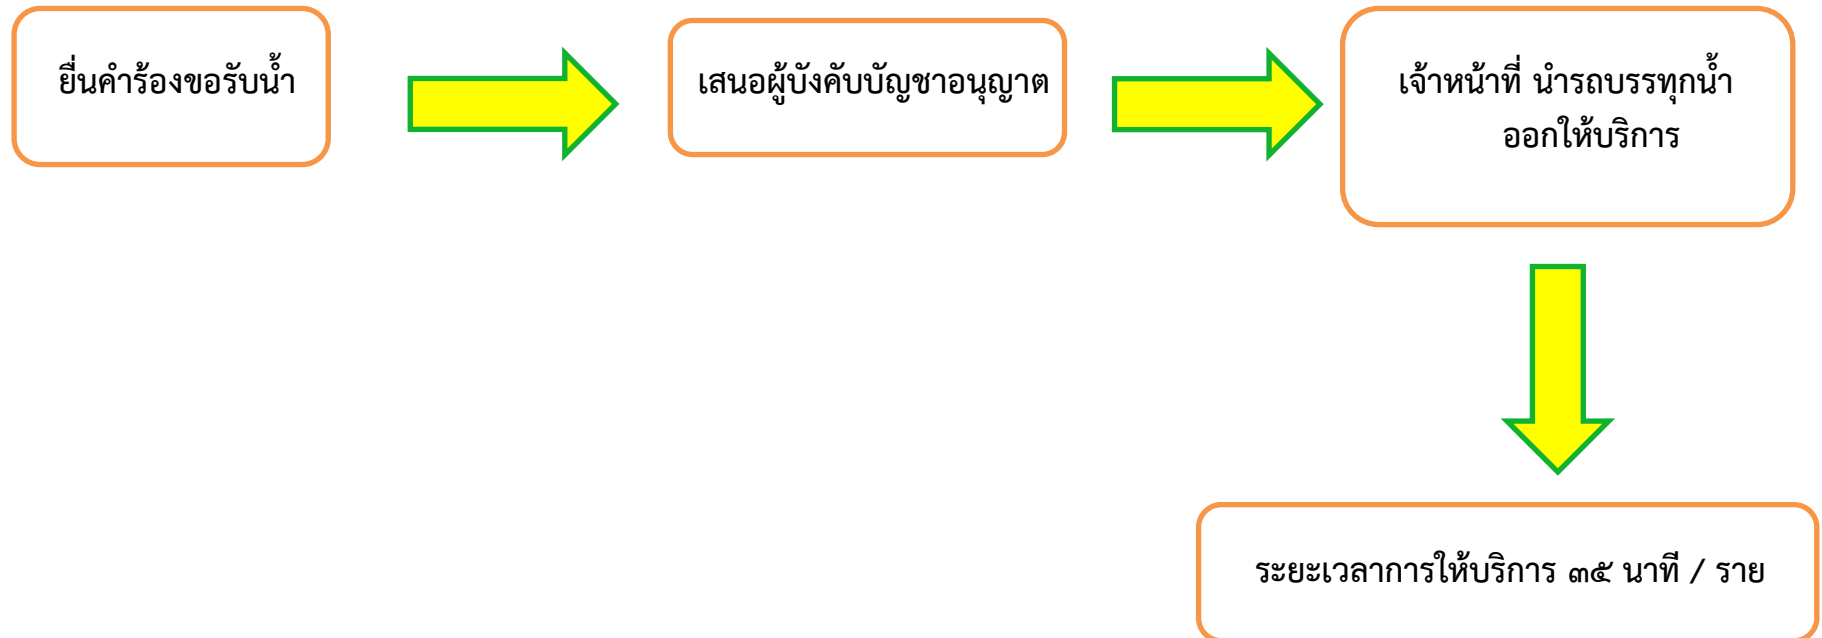 ยื่นคำร้องขอรับน้ำ
เสนอผู้บังคับบัญชาอนุญาต
เจ้าหน้าที่ นำรถบรรทุกน้ำ
ออกให้บริการ
ระยะเวลาการให้บริการ ๓๕ นาที / ราย